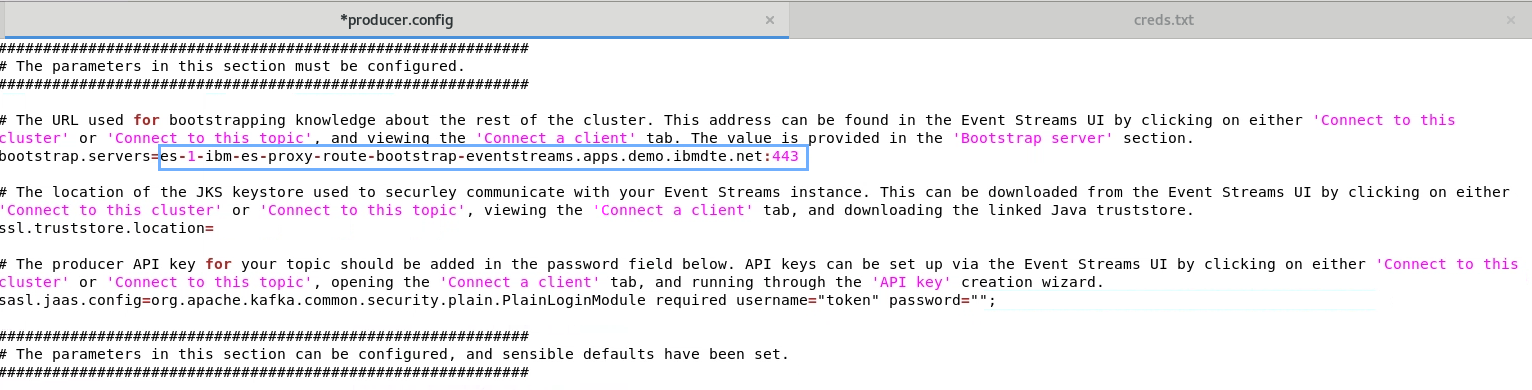 *producer.config × creds.txt ×
###########################################################
# The parameters in this section must be configured.
###########################################################
# The URL used for bootstrapping knowledge about the rest of the cluster. This address can be found in the Event Streams UI by clicking on either 'Connect to this
cluster' or 'Connect to this topic', and viewing the 'Connect a client' tab. The value is provided in the 'Bootstrap server' section.
bootstrap.servers=es-1-ibm-es-proxy-route-bootstrap-eventstreams.apps.demo.ibmdte.net:443
# The location of the JKS keystore used to securley communicate with your Event Streams instance. This can be downloaded from the Event Streams UI by clicking on either
'Connect to this cluster' or 'Connect to this topic', viewing the 'Connect a client' tab, and downloading the linked Java truststore.
ssl.truststore.location=
# The producer API key for your topic should be added in the password field below. API keys can be set up via the Event Streams UI by clicking on either 'Connect to this
cluster' or 'Connect to this topic', opening the 'Connect a client' tab, and running through the 'API key' creation wizard.
sasl.jaas.config=org.apache.kafka.common.security.plain.PlainLoginModule required username="token" password="";
###########################################################
# The parameters in this section can be configured, and sensible defaults have been set.
###########################################################